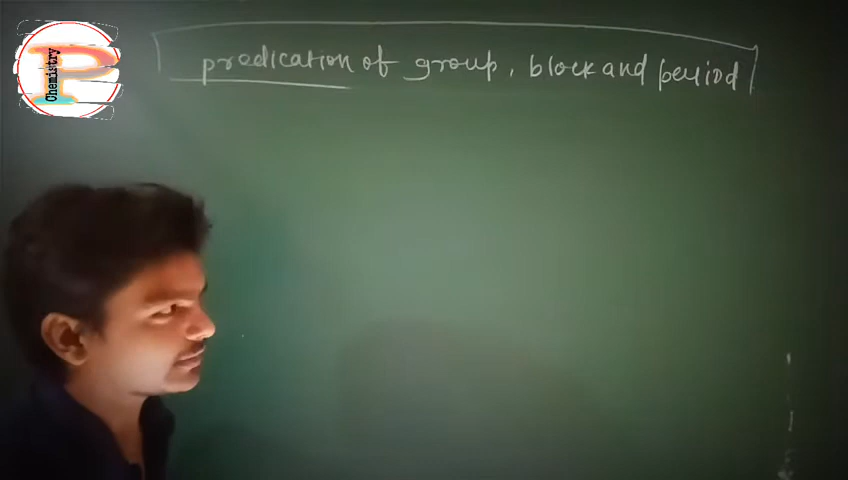 predication of group, block and period
P
Chemistry